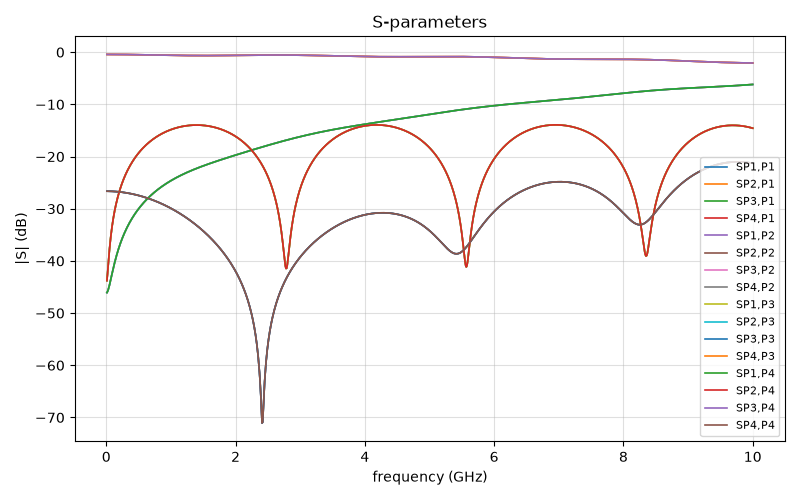 S-parameters
0
−10
−20
−30
−40
−50
−60
−70
|S| (dB)
0
2
4
6
8
10
frequency (GHz)
SP1,P1
SP2,P1
SP3,P1
SP4,P1
SP1,P2
SP2,P2
SP3,P2
SP4,P2
SP1,P3
SP2,P3
SP3,P3
SP4,P3
SP1,P4
SP2,P4
SP3,P4
SP4,P4